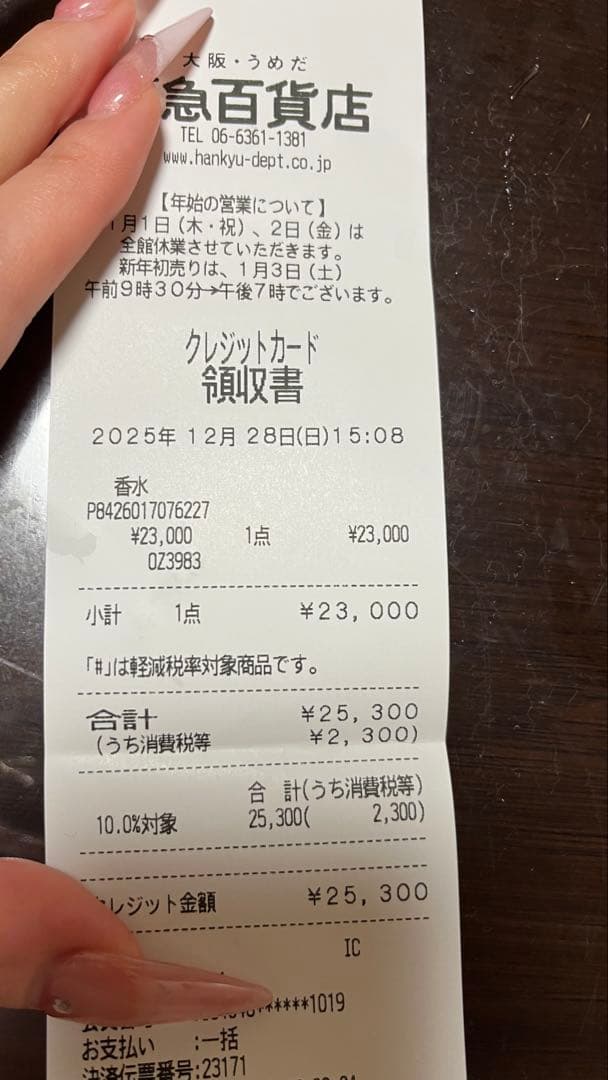 大阪・うめだ
急百貨店
TEL 06-6361-1381
www.hankyu-dept.co.jp
【年始の営業について】
1月1日(木・祝)、2日(金)は
全館休業させていただきます。
新年初売りは、1月3日(土)
午前9時30分→午後7時でございます。
クレジットカード
領収書
2025年 12月 28日(日)15:08
香水
P8426017076227
¥23,000 1点 ¥23,000
0Z3983
小計 1点 ¥23,000
「#」は軽減税率対象商品です。
合計 ¥25,300
(うち消費税等 ¥2,300)
合 計(うち消費税等)
10.0%対象 25,300( 2,300)
クレジット金額 ¥25,300
IC
*****1019
お支払い :一括
決済伝票番号:23171